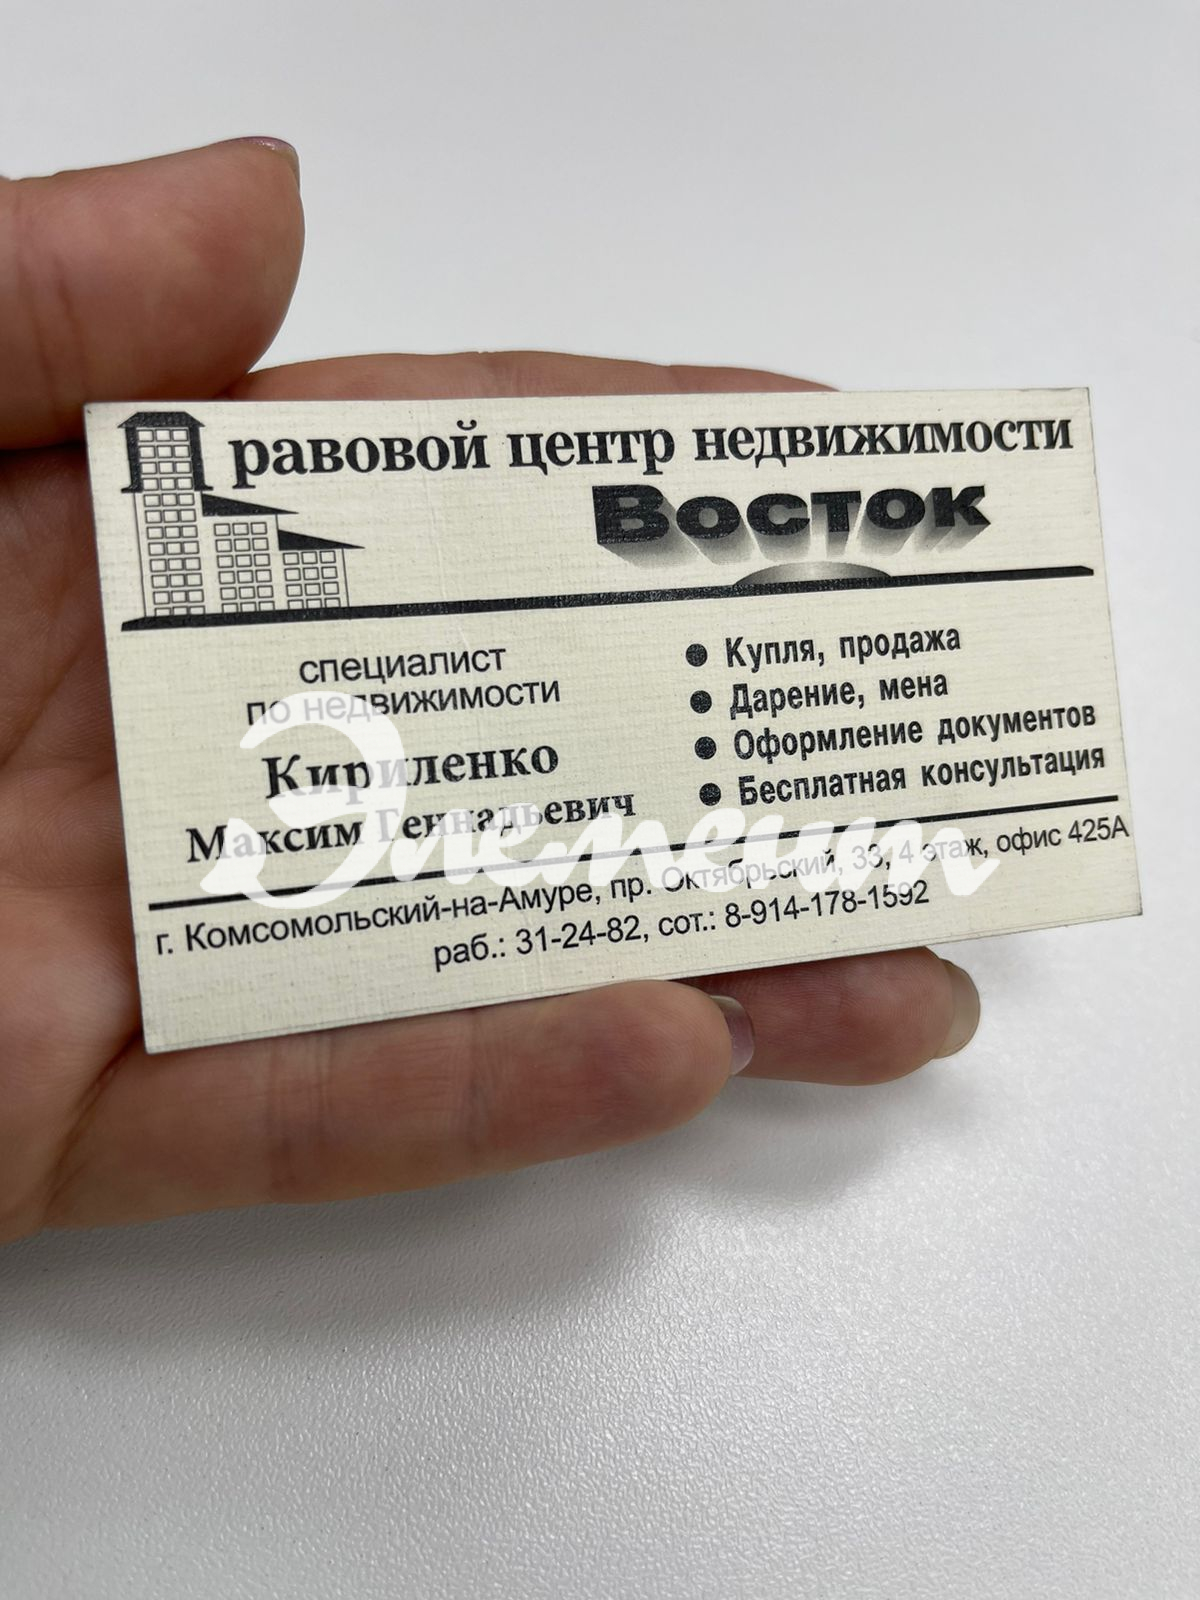 Правовой центр недвижимости
Восток
специалист
по недвижимости
Кириленко
Максим Геннадьевич
• Купля, продажа
• Дарение, мена
• Оформление документов
• Бесплатная консультация
г. Комсомольский-на-Амуре, пр. Октябрьский, 33, 4 этаж, офис 425А
раб.: 31-24-82, сот.: 8-914-178-1592
Элемент